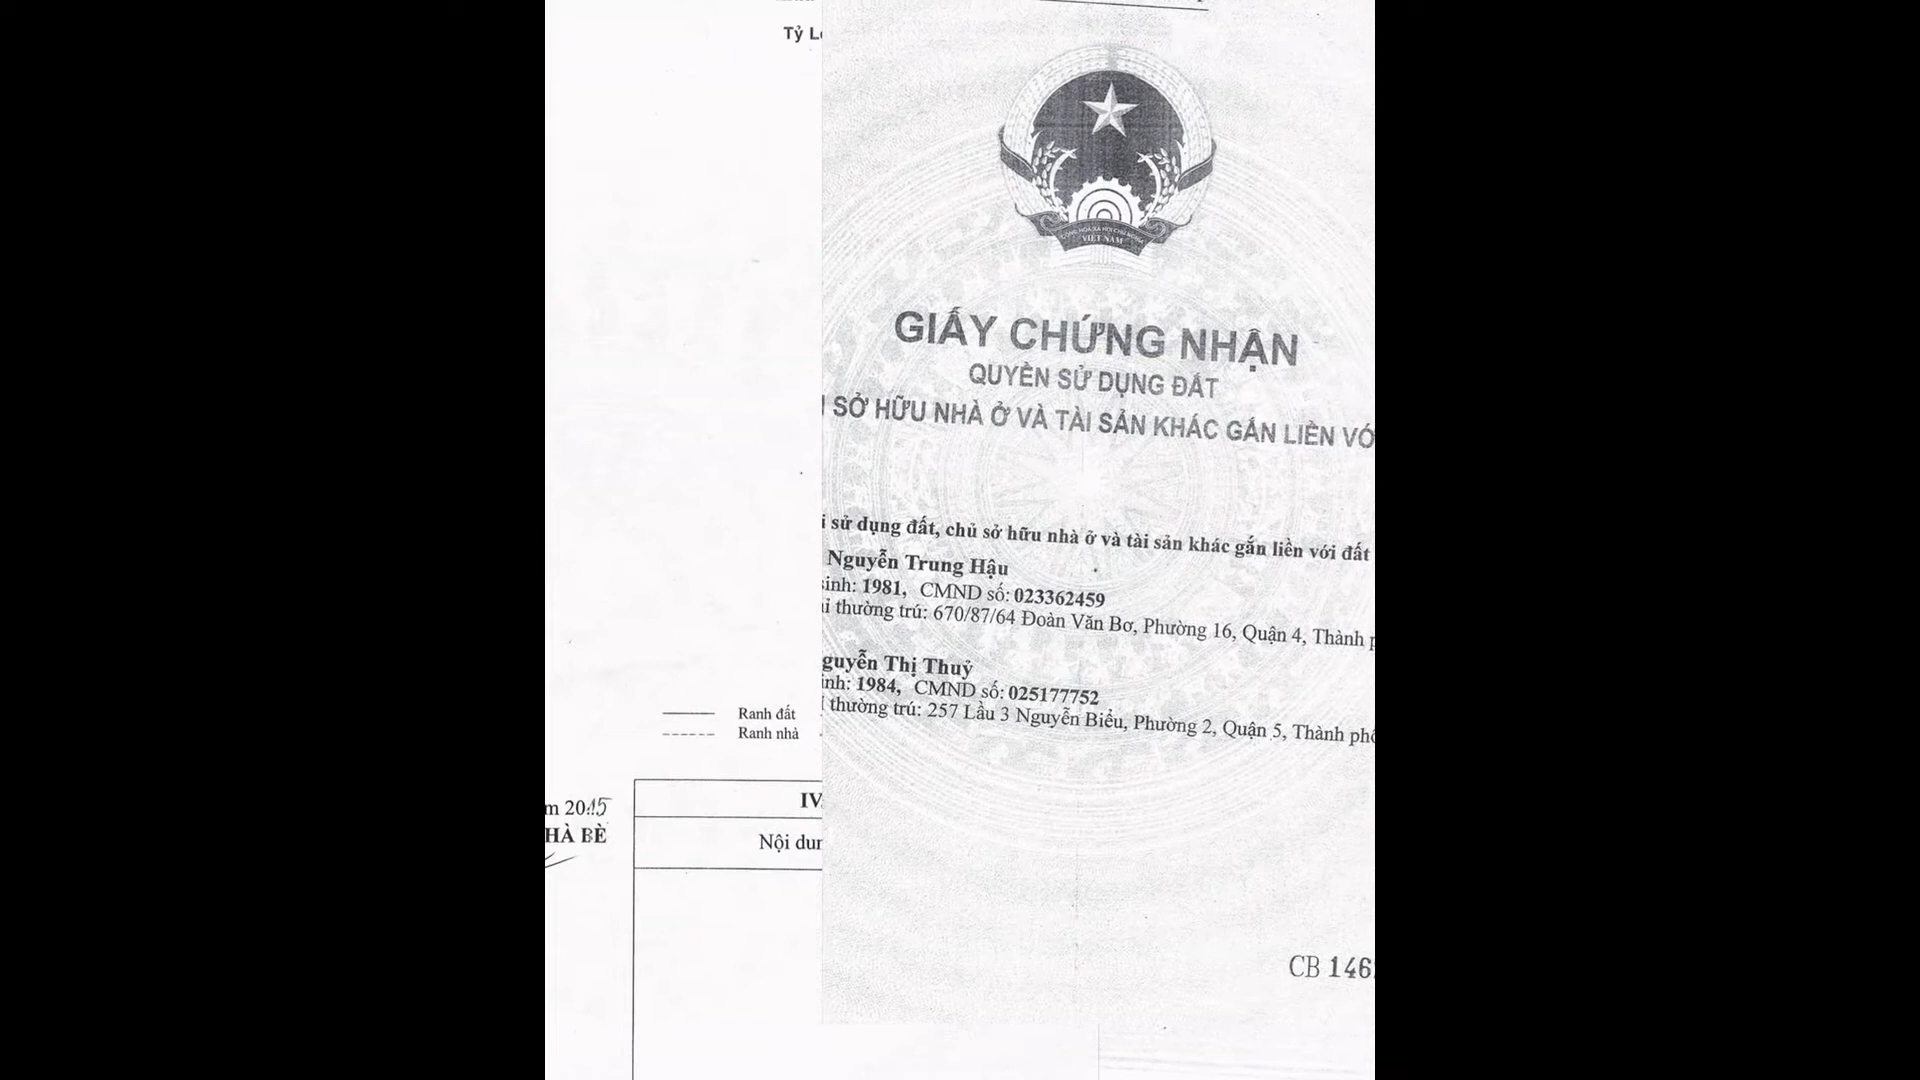 Tỷ L
VIỆT NAM
GIẤY CHỨNG NHẬN
QUYỀN SỬ DỤNG ĐẤT
SỞ HỮU NHÀ Ở VÀ TÀI SẢN KHÁC GẮN LIỀN VỚ
i sử dụng đất, chủ sở hữu nhà ở và tài sản khác gắn liền với đất
Nguyễn Trung Hậu
sinh: 1981, CMND số: 023362459
ỉ thường trú: 670/87/64 Đoàn Văn Bơ, Phường 16, Quận 4, Thành p
guyễn Thị Thuỷ
inh: 1984, CMND số: 025177752
thường trú: 257 Lầu 3 Nguyễn Biểu, Phường 2, Quận 5, Thành phố
Ranh đất
Ranh nhà
m 2015
HÀ BÈ
IV.
Nội dun
CB 146